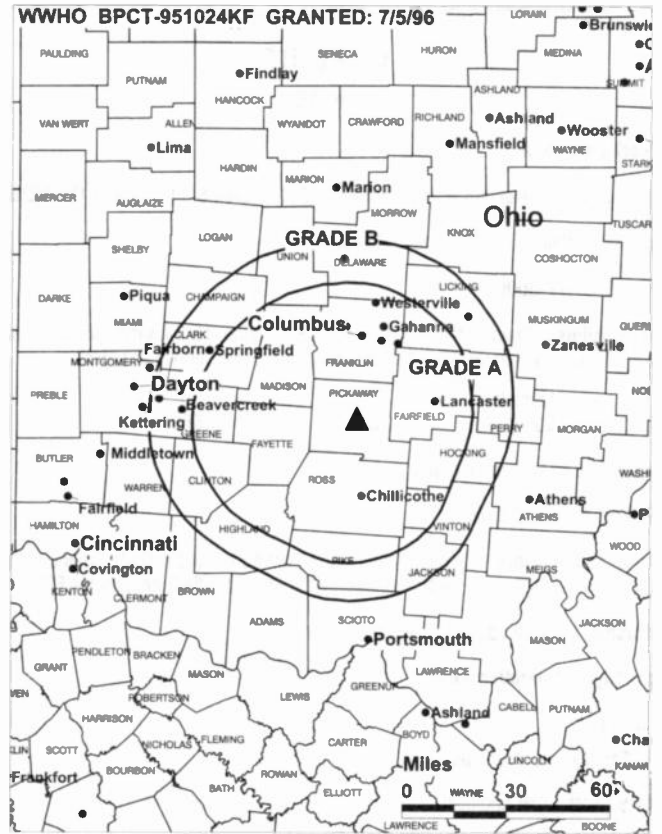 WWHO BPCT-951024KF GRANTED: 7/5/96
LORAIN
Brunswi
PAULDING
SENECA
HURON
MEDINA
PUTNAM
Findlay
SUMMIT
HANCOCK
ASHLAND
VAN WERT
ALLEN
WYANDOT
CRAWFORD
RICHLAND
Ashland
Wooster
WAYNE
Lima
Mansfield
STARK
HARDIN
MARION
Marion
MERCER
AUGLAIZE
MORROW
KNOX
Ohio
TUSCAR
LOGAN
GRADE B
SHELBY
UNION
DELAWARE
COSHOCTON
LICKING
DARKE
Piqua
CHAMPAIGN
Westerville
MUSKINGUM
MIAMI
Columbus
Gahanna
GUERI
CLARK
Fairborn
Springfield
Zanesville
MONTGOMERY
FRANKLIN
GRADE A
Dayton
MADISON
NOB
PREBLE
PICKAWAY
Beavercreek
Lancaster
FAIRFIELD
Kettering
GREENE
PERRY
MORGAN
FAYETTE
HOCKING
BUTLER
Middletown
WASHI
WARREN
CLINTON
ROSS
Chillicothe
Athens
Fairfield
ATHENS
P
HAMILTON
HIGHLAND
VINTON
WOOD
Cincinnati
PIKE
JACKSON
MEIGS
Covington
KENTON
CLERMONT
BROWN
ADAMS
SCIOTO
JACKSON
Portsmouth
MASON
PENDLETON
BRACKEN
GRANT
MASON
LAWRENCE
GREENUP
ROBERTSON
LEWIS
CABELL
PUTNAM
HARRISON
Ashland
BOYD
NICHOLAS
FLEMING
CARTER
Cha
SCOTT
KANAW
LINCOLN
Frankfort
BOURBON
ROWAN
Miles
BATH
ELLIOTT
WAYNE
0 30 60
LAWRENCE
BOONE